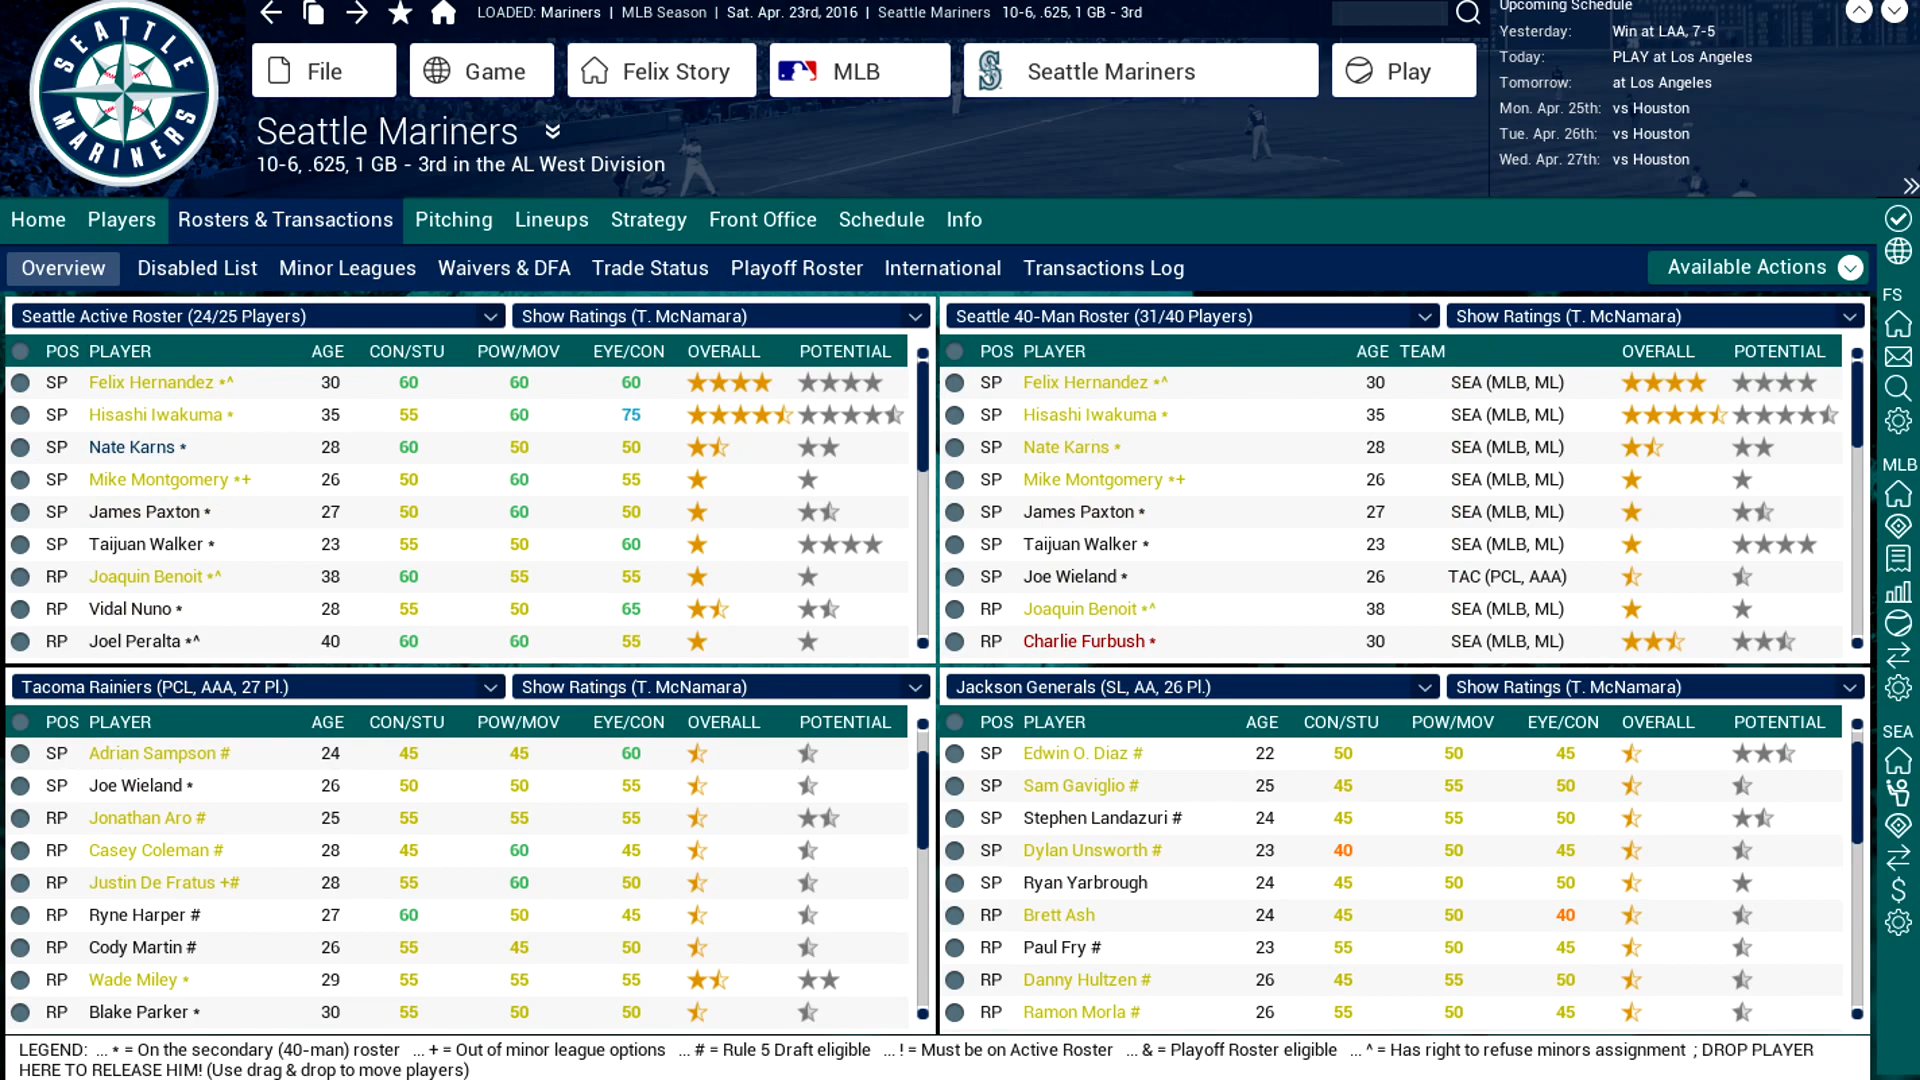 LOADED: Mariners | MLB Season | Sat. Apr. 23rd, 2016 | Seattle Mariners 10-6, .625, 1 GB - 3rd
Upcoming Schedule
Yesterday: Win at LAA, 7-5
Today: PLAY at Los Angeles
Tomorrow: at Los Angeles
Mon. Apr. 25th: vs Houston
Tue. Apr. 26th: vs Houston
Wed. Apr. 27th: vs Houston
SEATTLE MARINERS
File Game Felix Story MLB Seattle Mariners Play
Seattle Mariners
10-6, .625, 1 GB - 3rd in the AL West Division
Home Players Rosters & Transactions Pitching Lineups Strategy Front Office Schedule Info
Overview Disabled List Minor Leagues Waivers & DFA Trade Status Playoff Roster International Transactions Log Available Actions
Seattle Active Roster (24/25 Players) Show Ratings (T. McNamara)
POS PLAYER AGE CON/STU POW/MOV EYE/CON OVERALL POTENTIAL
SP Felix Hernandez *^ 30 60 60 60
SP Hisashi Iwakuma * 35 55 60 75
SP Nate Karns * 28 60 50 50
SP Mike Montgomery *+ 26 50 60 55
SP James Paxton * 27 50 60 50
SP Taijuan Walker * 23 55 50 60
RP Joaquin Benoit *^ 38 60 55 55
RP Vidal Nuno * 28 55 50 65
RP Joel Peralta *^ 40 60 60 55
Seattle 40-Man Roster (31/40 Players) Show Ratings (T. McNamara)
POS PLAYER AGE TEAM OVERALL POTENTIAL
SP Felix Hernandez *^ 30 SEA (MLB, ML)
SP Hisashi Iwakuma * 35 SEA (MLB, ML)
SP Nate Karns * 28 SEA (MLB, ML)
SP Mike Montgomery *+ 26 SEA (MLB, ML)
SP James Paxton * 27 SEA (MLB, ML)
SP Taijuan Walker * 23 SEA (MLB, ML)
SP Joe Wieland * 26 TAC (PCL, AAA)
RP Joaquin Benoit *^ 38 SEA (MLB, ML)
RP Charlie Furbush * 30 SEA (MLB, ML)
Tacoma Rainiers (PCL, AAA, 27 Pl.) Show Ratings (T. McNamara)
POS PLAYER AGE CON/STU POW/MOV EYE/CON OVERALL POTENTIAL
SP Adrian Sampson # 24 45 45 60
SP Joe Wieland * 26 50 50 55
RP Jonathan Aro # 25 55 55 55
RP Casey Coleman # 28 45 60 45
RP Justin De Fratus +# 28 55 60 50
RP Ryne Harper # 27 60 50 45
RP Cody Martin # 26 55 45 50
RP Wade Miley * 29 55 55 55
RP Blake Parker * 30 55 50 50
Jackson Generals (SL, AA, 26 Pl.) Show Ratings (T. McNamara)
POS PLAYER AGE CON/STU POW/MOV EYE/CON OVERALL POTENTIAL
SP Edwin O. Diaz # 22 50 50 45
SP Sam Gaviglio # 25 45 55 50
SP Stephen Landazuri # 24 45 55 50
SP Dylan Unsworth # 23 40 50 45
SP Ryan Yarbrough 24 45 50 50
RP Brett Ash 24 45 50 40
RP Paul Fry # 23 55 50 45
RP Danny Hultzen # 26 45 55 50
RP Ramon Morla # 26 55 50 45
FS
MLB
SEA
LEGEND: ... * = On the secondary (40-man) roster ... + = Out of minor league options ... # = Rule 5 Draft eligible ... ! = Must be on Active Roster ... & = Playoff Roster eligible ... ^ = Has right to refuse minors assignment ; DROP PLAYER
HERE TO RELEASE HIM! (Use drag & drop to move players)